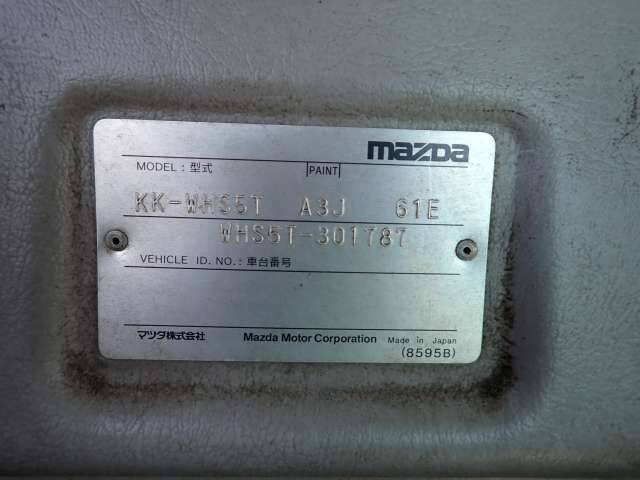 mazda
MODEL : 型式 PAINT
KK-WHS5T A3J 61E
WHS5T-301787
VEHICLE ID. NO. : 車台番号
マツダ株式会社 Mazda Motor Corporation Made in Japan
(8595B)